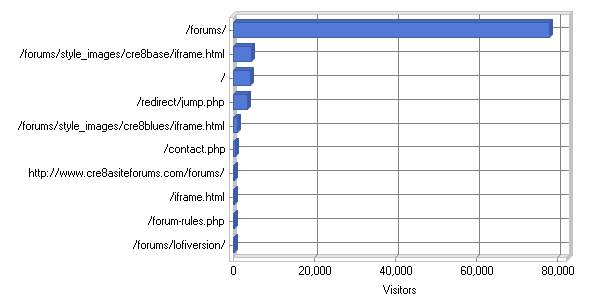 /forums/
/forums/style_images/cre8base/iframe.html
/
/redirect/jump.php
/forums/style_images/cre8blues/iframe.html
/contact.php
http://www.cre8asiteforums.com/forums/
/iframe.html
/forum-rules.php
/forums/lofiversion/
0 20,000 40,000 60,000 80,000
Visitors